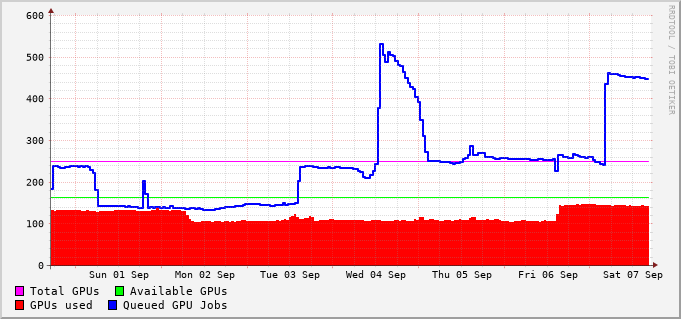 RRDTOOL / TOBI OETIKER
600
500
400
300
200
100
0
Sun 01 Sep Mon 02 Sep Tue 03 Sep Wed 04 Sep Thu 05 Sep Fri 06 Sep Sat 07 Sep
Total GPUs Available GPUs
GPUs used Queued GPU Jobs